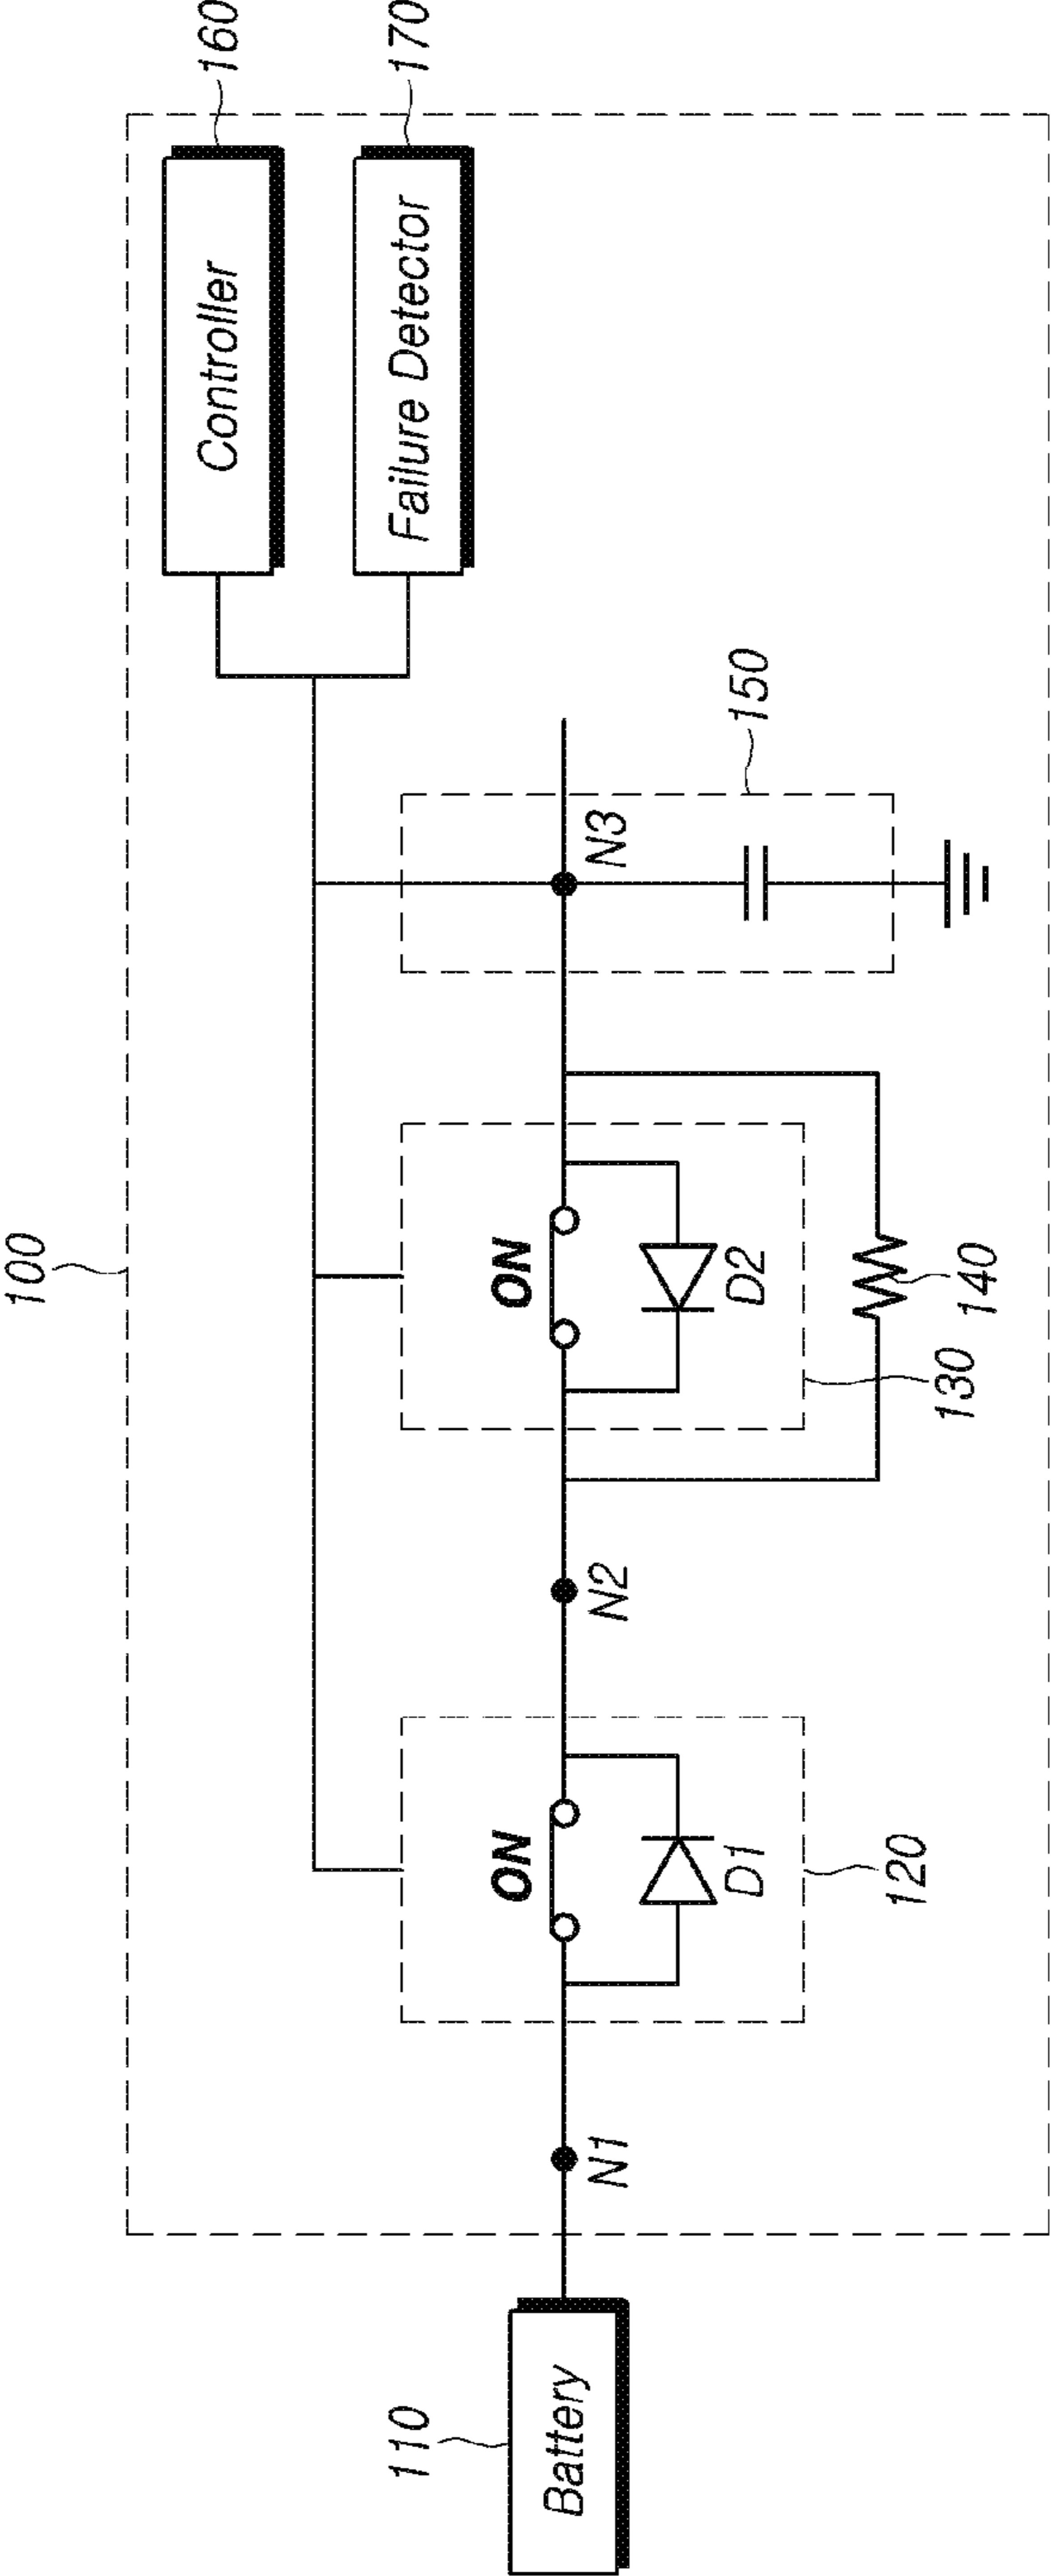 100
160
Controller
170
Failure Detector
110
Battery
N1
ON
D1
120
N2
ON
D2
130
140
N3
150